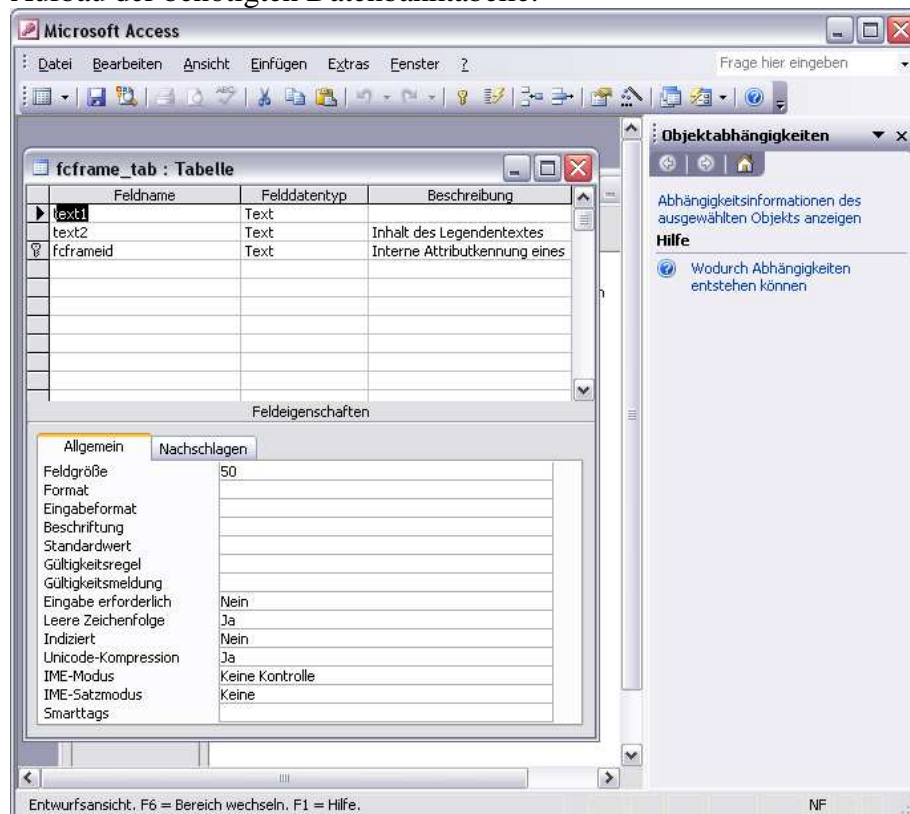 Aufbau der benötigten Datenbanktabelle:
Microsoft Access
Datei Bearbeiten Ansicht Einfügen Extras Fenster ?
Frage hier eingeben
fcframe_tab : Tabelle
Feldname Felddatentyp Beschreibung
text1 Text
text2 Text Inhalt des Legendentextes
fcframeid Text Interne Attributkennung eines
Feldeigenschaften
Allgemein Nachschlagen
Feldgröße 50
Format
Eingabeformat
Beschriftung
Standardwert
Gültigkeitsregel
Gültigkeitsmeldung
Eingabe erforderlich Nein
Leere Zeichenfolge Ja
Indiziert Nein
Unicode-Kompression Ja
IME-Modus Keine Kontrolle
IME-Satzmodus Keine
Smarttags
Objektabhängigkeiten
Abhängigkeitsinformationen des
ausgewählten Objekts anzeigen
Hilfe
Wodurch Abhängigkeiten
entstehen können
Entwurfsansicht. F6 = Bereich wechseln. F1 = Hilfe.
NF